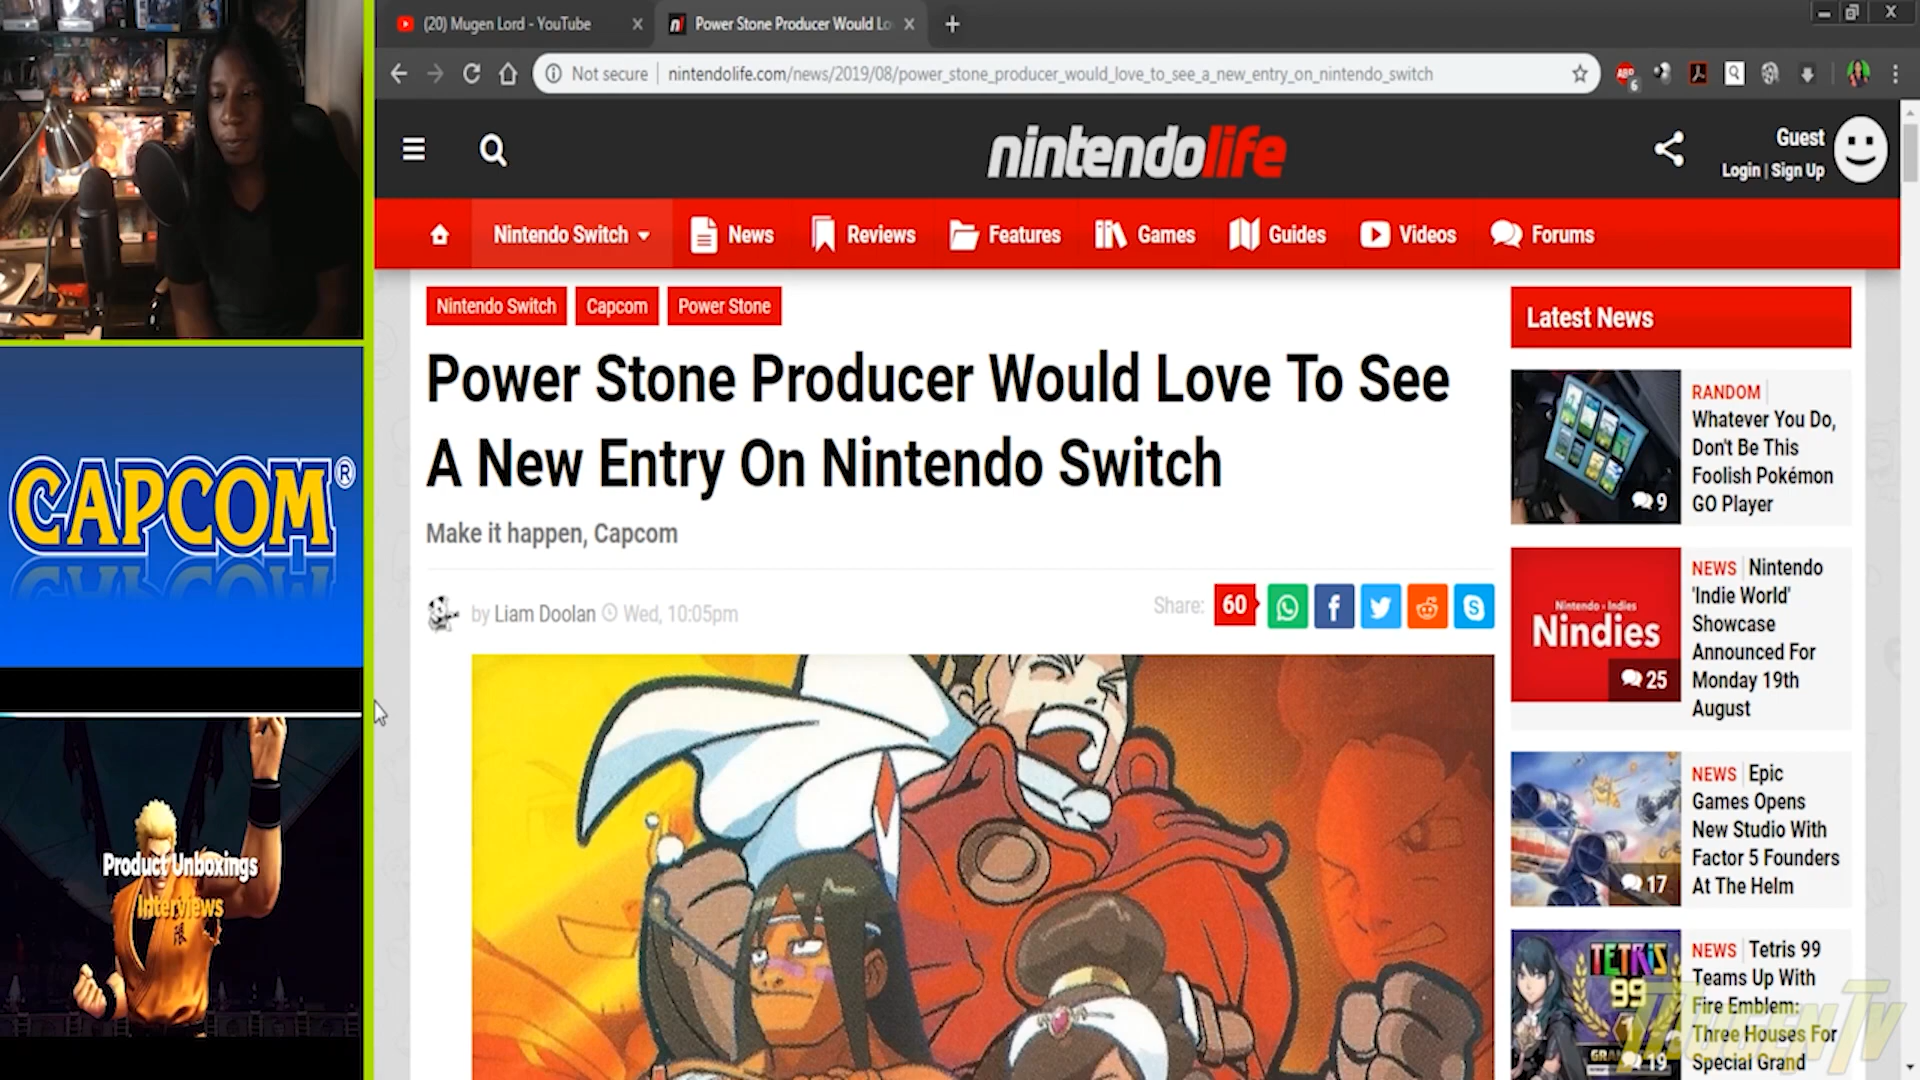 (20) Mugen Lord - YouTube
Power Stone Producer Would Lo
Not secure
nintendolife.com/news/2019/08/power_stone_producer_would_love_to_see_a_new_entry_on_nintendo_switch
ABP
6
nintendolife
Guest
Login | Sign Up
Nintendo Switch
News
Reviews
Features
Games
Guides
Videos
Forums
Nintendo Switch
Capcom
Power Stone
Power Stone Producer Would Love To See
A New Entry On Nintendo Switch
Make it happen, Capcom
by Liam Doolan Wed, 10:05pm
Share:
60
Latest News
RANDOM
Whatever You Do,
Don't Be This
Foolish Pokémon
GO Player
9
NEWS Nintendo
'Indie World'
Showcase
Announced For
Monday 19th
August
Nintendo Indies
Nindies
25
NEWS Epic
Games Opens
New Studio With
Factor 5 Founders
At The Helm
17
NEWS Tetris 99
Teams Up With
Fire Emblem:
Three Houses For
Special Grand
TETRIS
99
19
CAPCOM®
Product Unboxings
Interviews